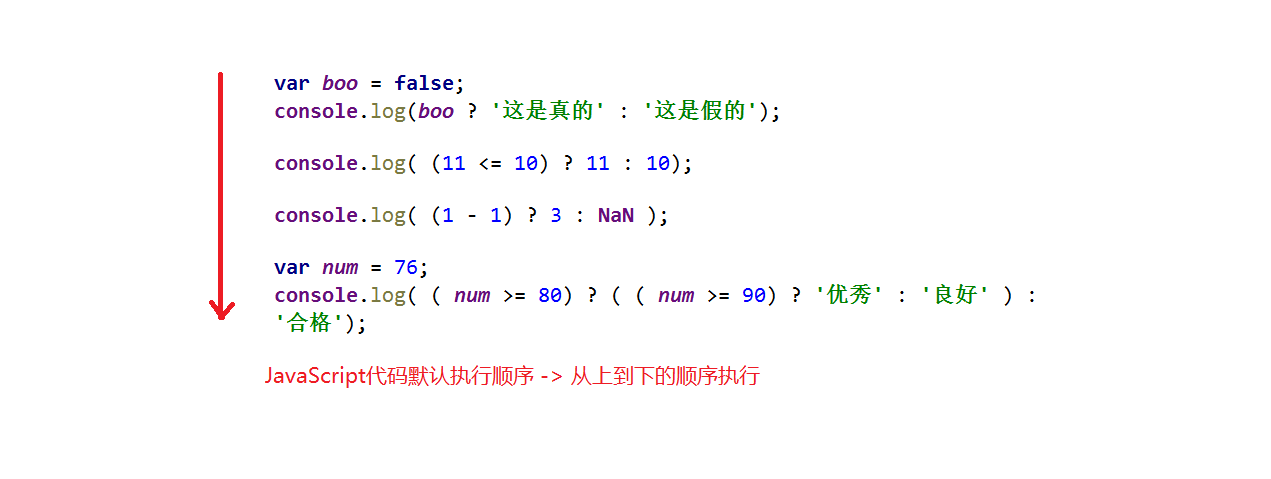 var boo = false;
console.log(boo ? '这是真的' : '这是假的');
console.log( (11 <= 10) ? 11 : 10);
console.log( (1 - 1) ? 3 : NaN );
var num = 76;
console.log( ( num >= 80) ? ( ( num >= 90) ? '优秀' : '良好' ) :
'合格');
JavaScript代码默认执行顺序 -> 从上到下的顺序执行